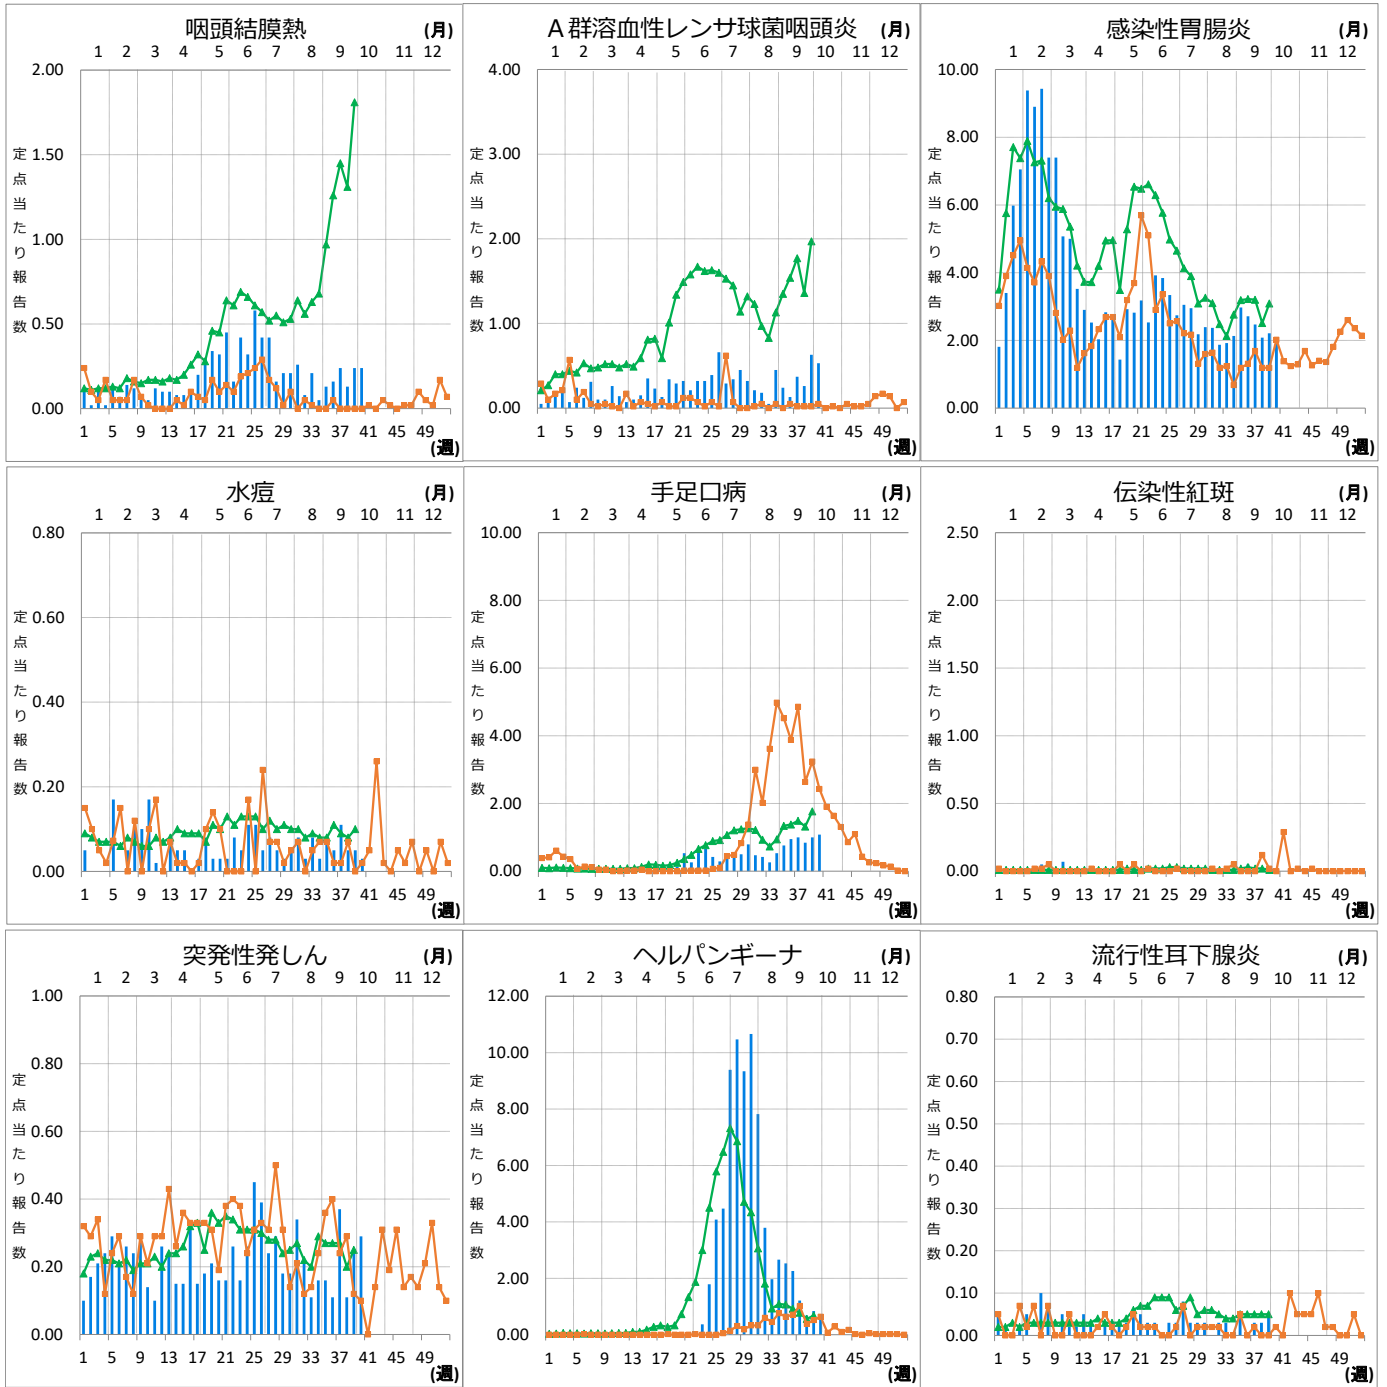 咽頭結膜熱 (月)
1 2 3 4 5 6 7 8 9 10 11 12
2.00
1.50
1.00
0.50
0.00
定点当たり報告数
1 5 9 13 17 21 25 29 33 37 41 45 49
(週)
A群溶血性レンサ球菌咽頭炎 (月)
1 2 3 4 5 6 7 8 9 10 11 12
4.00
3.00
2.00
1.00
0.00
定点当たり報告数
1 5 9 13 17 21 25 29 33 37 41 45 49
(週)
感染性胃腸炎 (月)
1 2 3 4 5 6 7 8 9 10 11 12
10.00
8.00
6.00
4.00
2.00
0.00
定点当たり報告数
1 5 9 13 17 21 25 29 33 37 41 45 49
(週)
水痘 (月)
1 2 3 4 5 6 7 8 9 10 11 12
0.80
0.60
0.40
0.20
0.00
定点当たり報告数
1 5 9 13 17 21 25 29 33 37 41 45 49
(週)
手足口病 (月)
1 2 3 4 5 6 7 8 9 10 11 12
10.00
8.00
6.00
4.00
2.00
0.00
定点当たり報告数
1 5 9 13 17 21 25 29 33 37 41 45 49
(週)
伝染性紅斑 (月)
1 2 3 4 5 6 7 8 9 10 11 12
2.50
2.00
1.50
1.00
0.50
0.00
定点当たり報告数
1 5 9 13 17 21 25 29 33 37 41 45 49
(週)
突発性発しん (月)
1 2 3 4 5 6 7 8 9 10 11 12
1.00
0.80
0.60
0.40
0.20
0.00
定点当たり報告数
1 5 9 13 17 21 25 29 33 37 41 45 49
(週)
ヘルパンギーナ (月)
1 2 3 4 5 6 7 8 9 10 11 12
12.00
10.00
8.00
6.00
4.00
2.00
0.00
定点当たり報告数
1 5 9 13 17 21 25 29 33 37 41 45 49
(週)
流行性耳下腺炎 (月)
1 2 3 4 5 6 7 8 9 10 11 12
0.80
0.70
0.60
0.50
0.40
0.30
0.20
0.10
0.00
定点当たり報告数
1 5 9 13 17 21 25 29 33 37 41 45 49
(週)